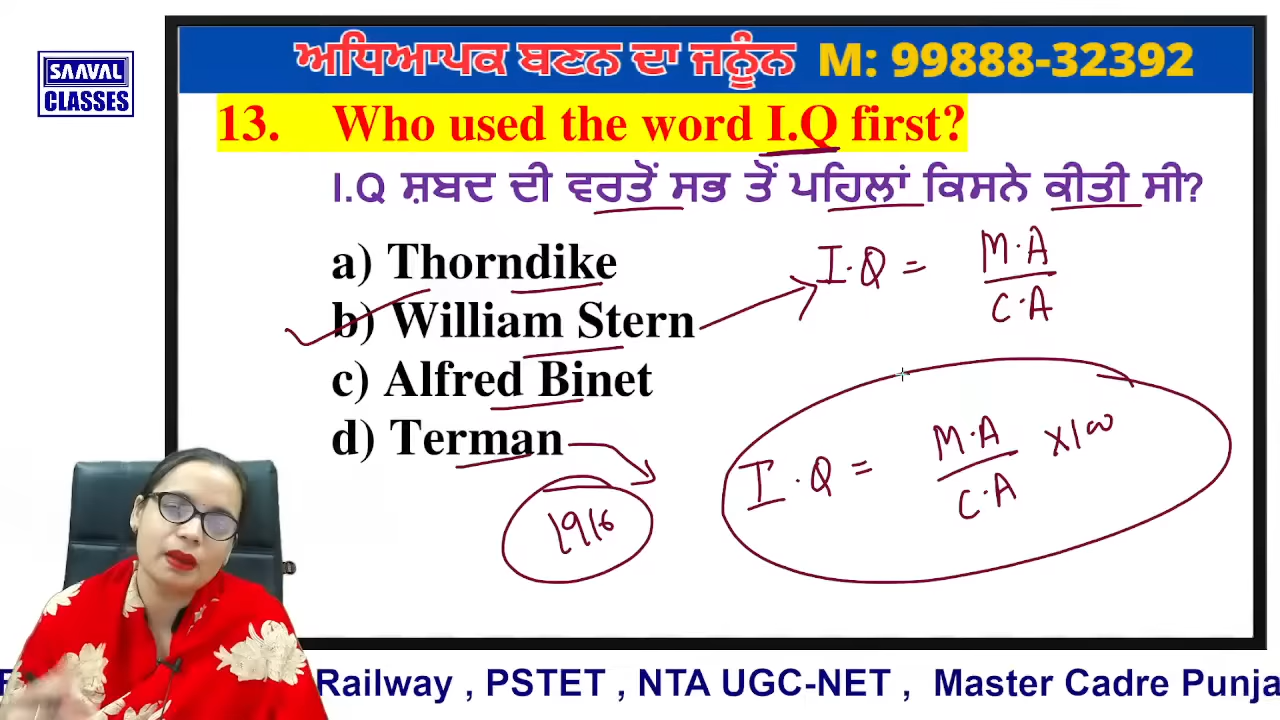 SAAVAL
CLASSES
ਅਧਿਆਪਕ ਬਣਨ ਦਾ ਜਨੂੰਨ M: 99888-32392
13. Who used the word I.Q first?
I.Q ਸ਼ਬਦ ਦੀ ਵਰਤੋਂ ਸਭ ਤੋਂ ਪਹਿਲਾਂ ਕਿਸਨੇ ਕੀਤੀ ਸੀ?
a) Thorndike
b) William Stern
c) Alfred Binet
d) Terman
I.Q = M.A
C.A
I.Q = M.A x100
C.A
1916
Railway , PSTET , NTA UGC-NET , Master Cadre Punja